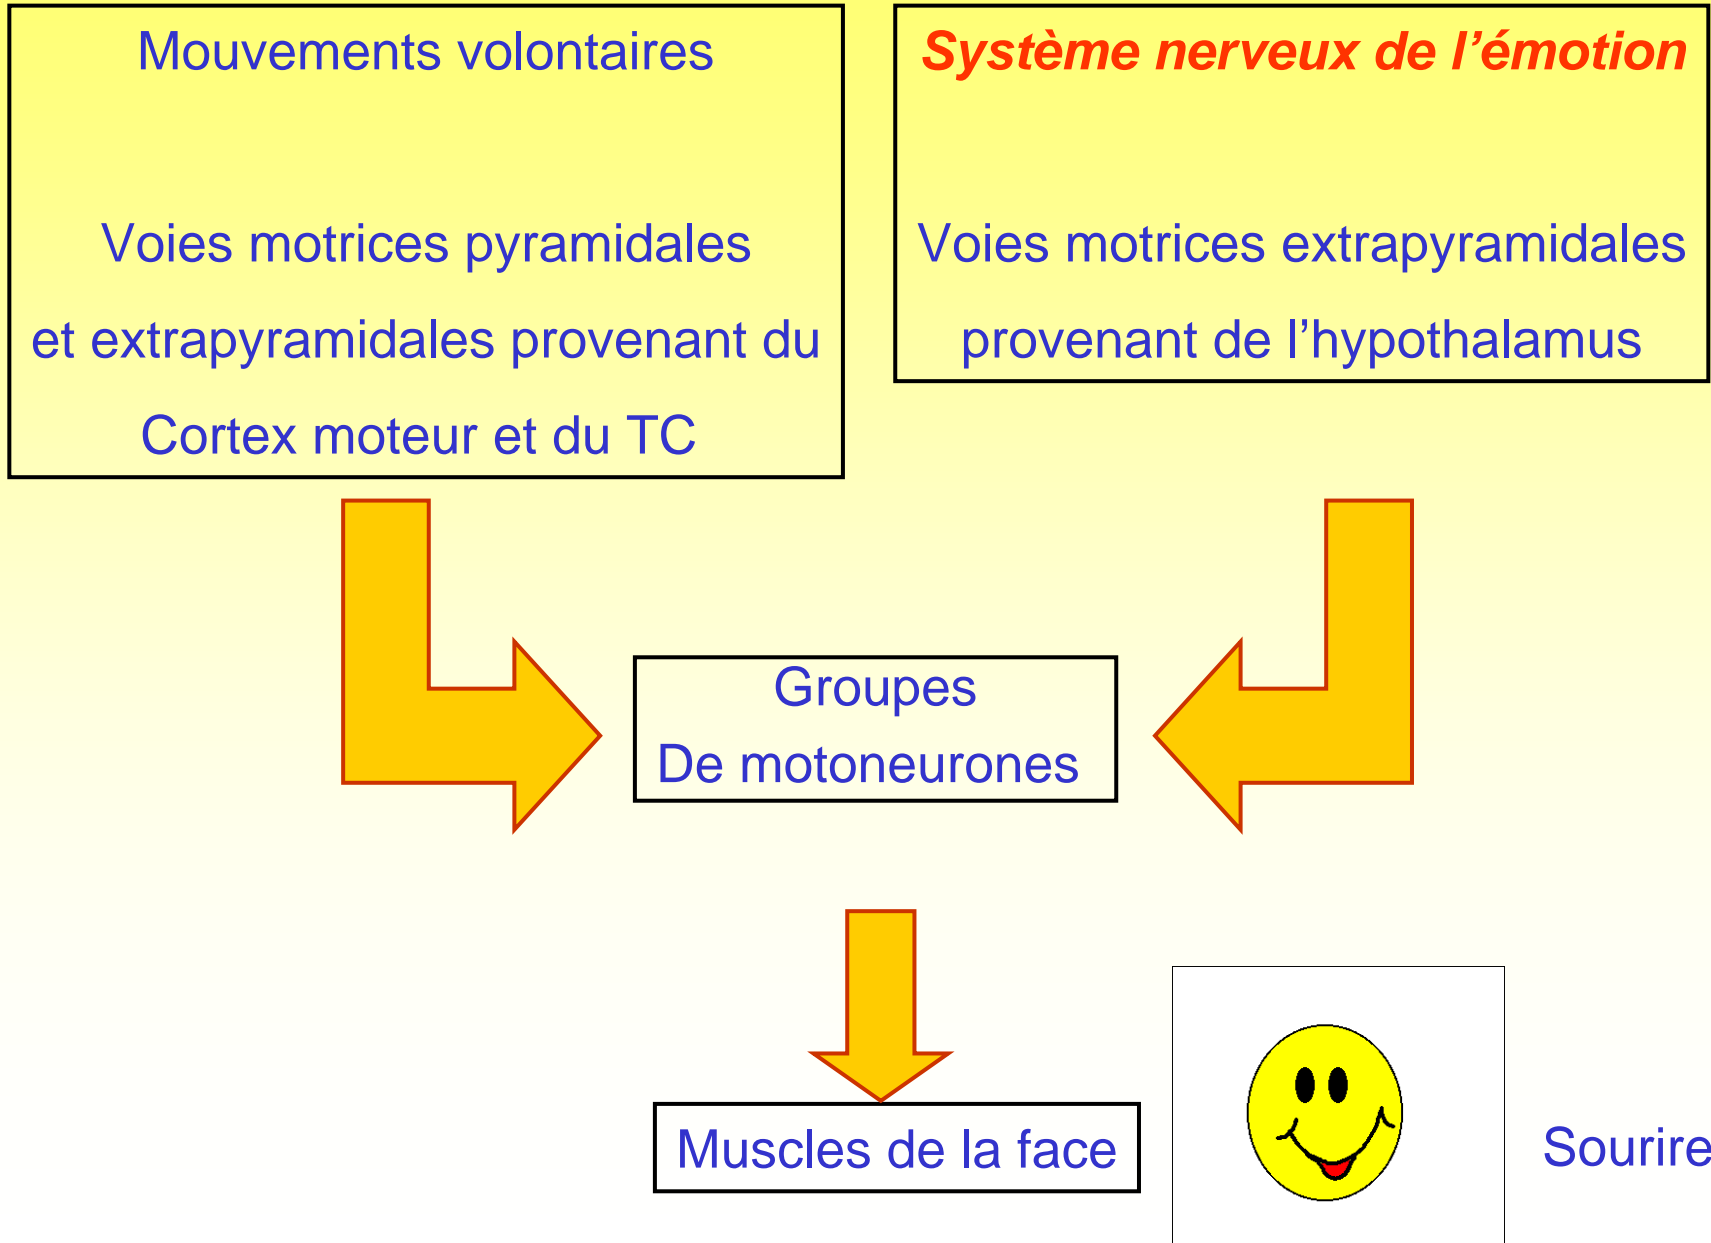 Mouvements volontaires
Voies motrices pyramidales
et extrapyramidales provenant du
Cortex moteur et du TC
Système nerveux de l’émotion
Voies motrices extrapyramidales
provenant de l’hypothalamus
Groupes
De motoneurones
Muscles de la face
Sourire